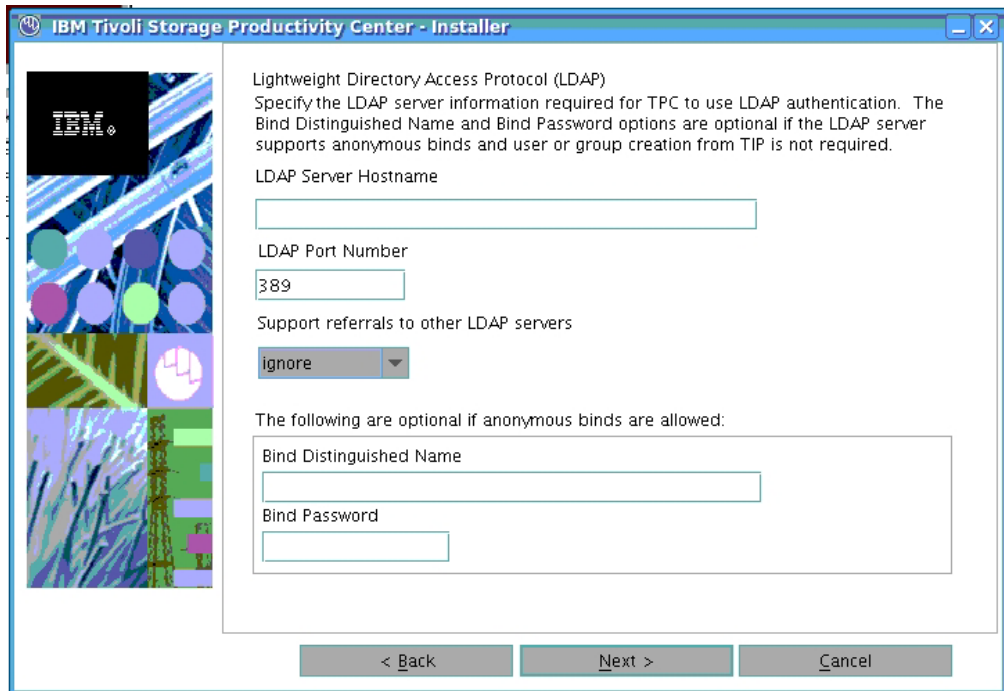 IBM Tivoli Storage Productivity Center - Installer
IBM®
Lightweight Directory Access Protocol (LDAP)
Specify the LDAP server information required for TPC to use LDAP authentication. The
Bind Distinguished Name and Bind Password options are optional if the LDAP server
supports anonymous binds and user or group creation from TIP is not required.
LDAP Server Hostname
LDAP Port Number
389
Support referrals to other LDAP servers
ignore
The following are optional if anonymous binds are allowed:
Bind Distinguished Name
Bind Password
< Back
Next >
Cancel